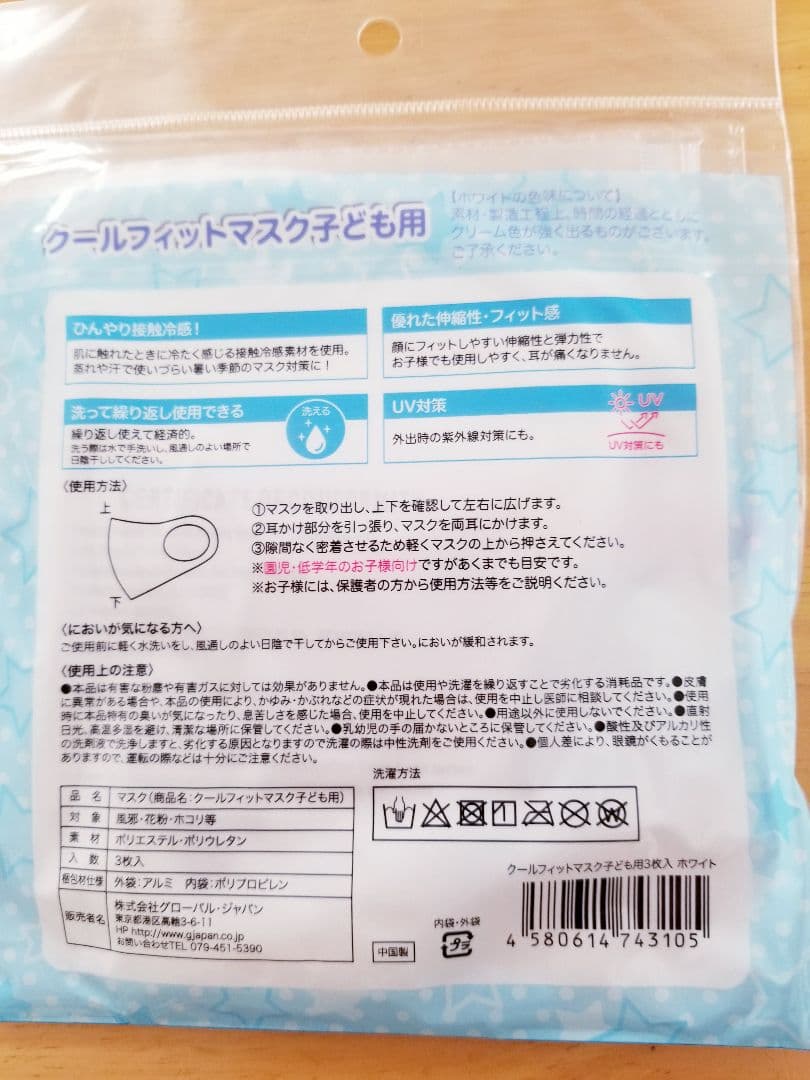 クールフィットマスク子ども用
【ホワイトの色味について】
素材・製造工程上、時間の経過とともに
クリーム色が強く出るものがございます。
ご了承ください。
ひんやり接触冷感!
肌に触れたときに冷たく感じる接触冷感素材を使用。
蒸れや汗で使いづらい暑い季節のマスク対策に!
優れた伸縮性・フィット感
顔にフィットしやすい伸縮性と弾力性で
お子様でも使用しやすく、耳が痛くなりません。
洗って繰り返し使用できる
洗える
繰り返し使えて経済的。
洗う際は水で手洗いし、風通しのよい場所で
日陰干ししてください。
UV対策
外出時の紫外線対策にも。
UV
UV対策にも
〈使用方法〉
上
下
①マスクを取り出し、上下を確認して左右に広げます。
②耳かけ部分を引っ張り、マスクを両耳にかけます。
③隙間なく密着させるため軽くマスクの上から押さえてください。
※園児・低学年のお子様向けですがあくまでも目安です。
※お子様には、保護者の方から使用方法等をご説明ください。
〈においが気になる方へ〉
ご使用前に軽く水洗いをし、風通しのよい日陰で干してからご使用下さい。においが緩和されます。
〈使用上の注意〉
●本品は有害な粉塵や有害ガスに対しては効果がありません。●本品は使用や洗濯を繰り返すことで劣化する消耗品です。●皮膚
に異常がある場合や、本品の使用により、かゆみ・かぶれなどの症状が現れた場合は、使用を中止し医師に相談してください。●使用
時に本品特有の臭いが気になったり、息苦しさを感じた場合、使用を中止してください。●用途以外に使用しないでください。●直射
日光、高温多湿を避け、清潔な場所に保管してください。●乳幼児の手の届かないところに保管してください。●酸性及びアルカリ性
の洗剤液で洗浄しますと、劣化する原因となりますので洗濯の際は中性洗剤をご使用ください。●個人差により、眼鏡がくもることが
ありますので、運転の際などは十分にご注意ください。
洗濯方法
品 名 マスク(商品名:クールフィットマスク子ども用)
対 象 風邪・花粉・ホコリ等
素 材 ポリエステル・ポリウレタン
入 数 3枚入
梱包材仕様 外袋:アルミ 内袋:ポリプロピレン
販売者名 株式会社グローバル・ジャパン
東京都港区高輪3-6-11
HP http://www.gjapan.co.jp
お問い合わせTEL 079-451-5390
W
クールフィットマスク子ども用3枚入 ホワイト
中国製
内袋・外袋
プラ
4 580614 743105